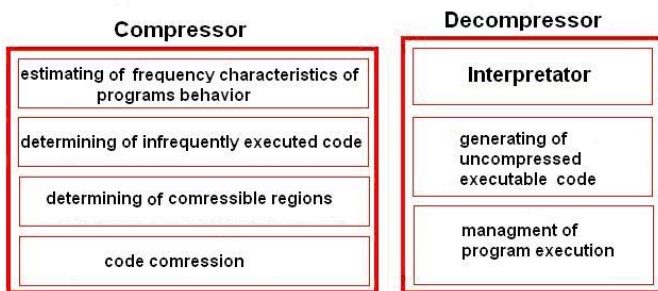 Compressor
estimating of frequency characteristics of
programs behavior
determining of infrequently executed code
determining of comressible regions
code comression
Decompressor
Interpretator
generating of
uncompressed
executable code
managment of
program execution